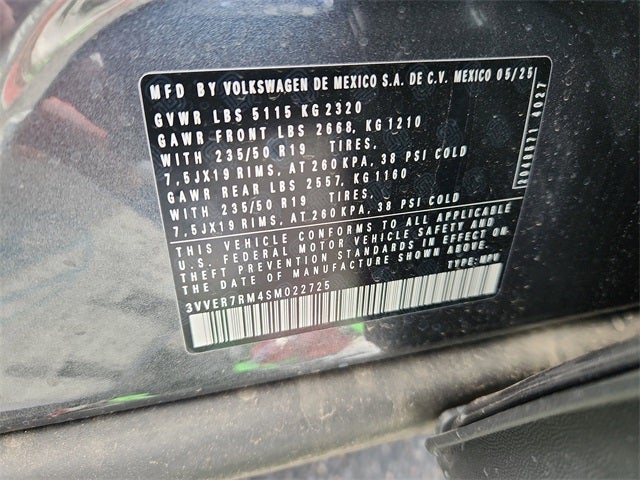 MFD BY VOLKSWAGEN DE MEXICO S.A. DE C.V. MEXICO 05/25
GVWR LBS 5115 KG 2320
GAWR FRONT LBS 2668, KG 1210
WITH 235/50 R19 TIRES,
7,5JX19 RIMS, AT 260 KPA, 38 PSI COLD
GAWR REAR LBS 2557, KG 1160
WITH 235/50 R19 TIRES,
7,5JX19 RIMS, AT 260 KPA, 38 PSI COLD
THIS VEHICLE CONFORMS TO ALL APPLICABLE
U.S. FEDERAL MOTOR VEHICLE SAFETY AND
THEFT PREVENTION STANDARDS IN EFFECT ON
THE DATE OF MANUFACTURE SHOWN ABOVE.
TYPE: MPV
3VVER7RM4SM022725
4027